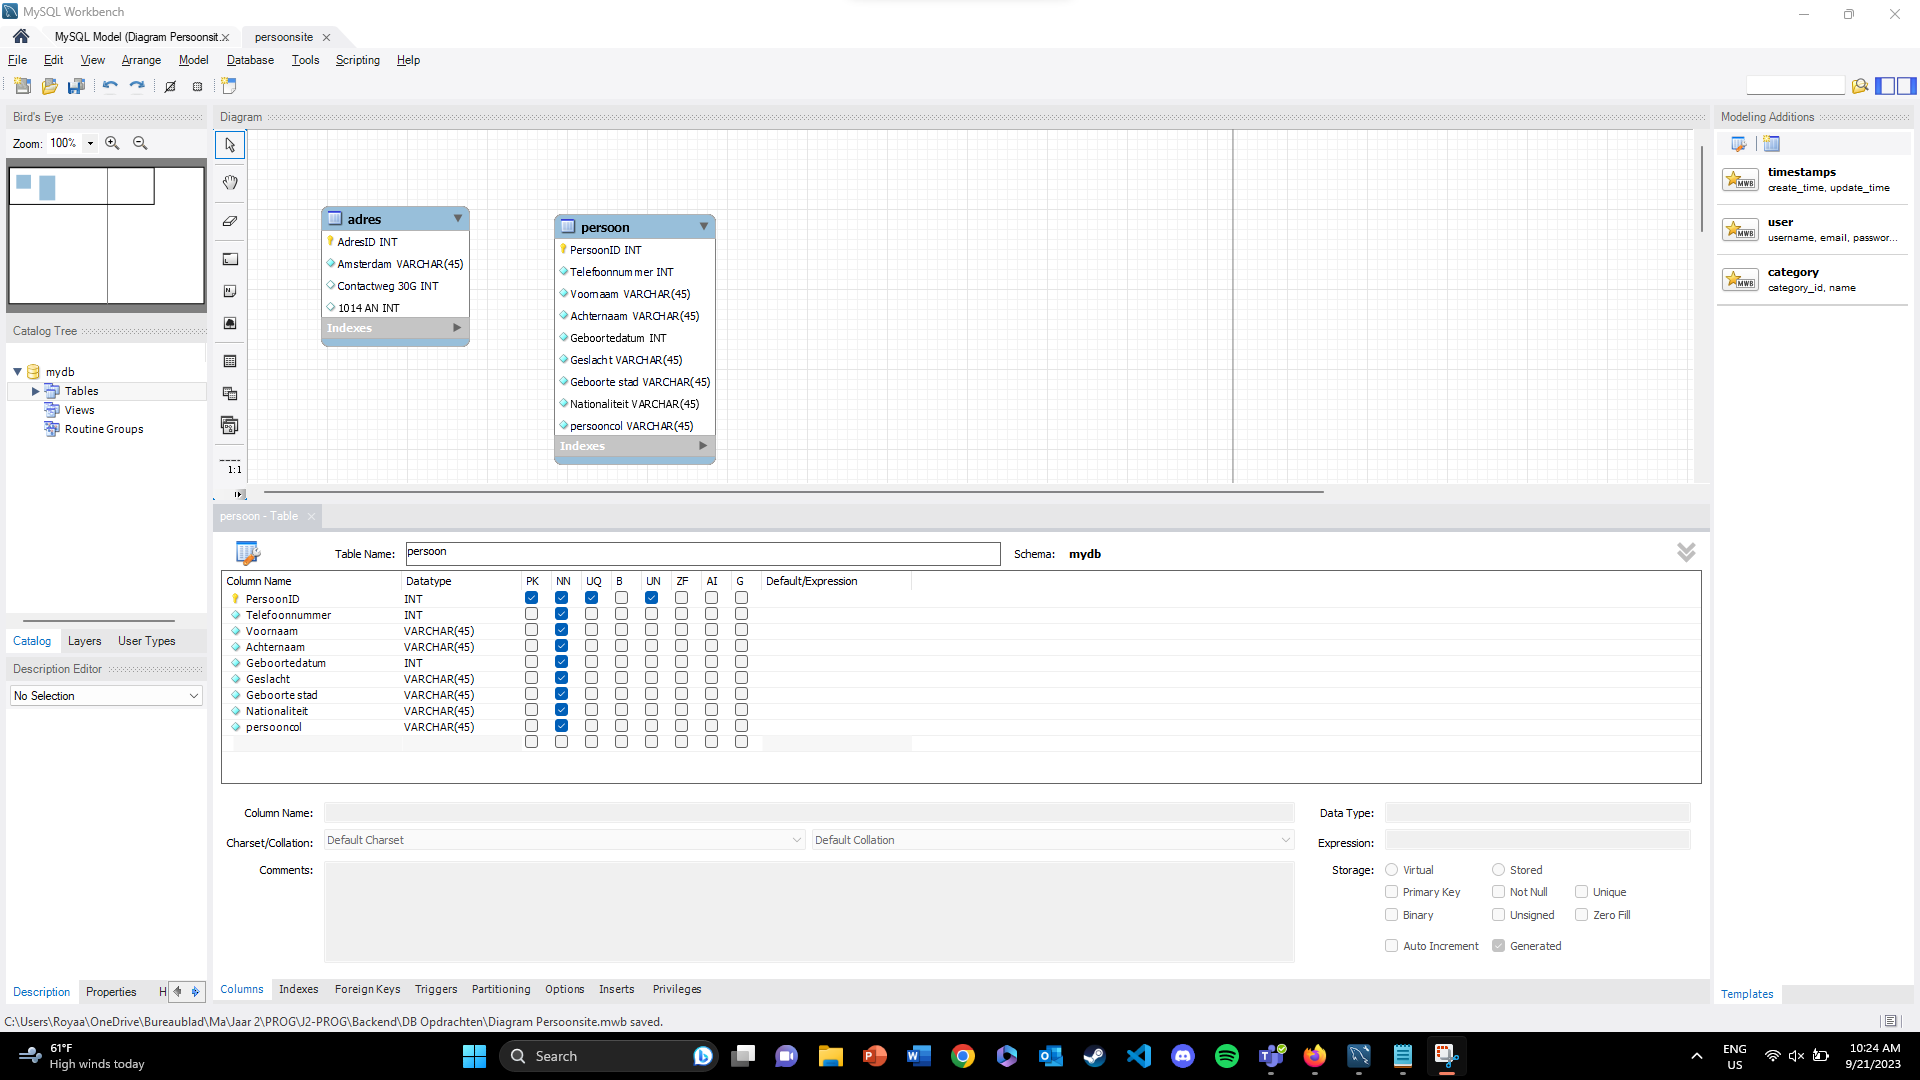 MySQL Workbench
MySQL Model (Diagram Persoonsit.× persoonsite ×
File Edit View Arrange Model Database Tools Scripting Help
Bird's Eye
Diagram
Modeling Additions
Zoom: 100%
timestamps
create_time, update_time
user
username, email, passwor...
category
category_id, name
adres
AdresID INT
Amsterdam VARCHAR(45)
Contactweg 30G INT
1014 AN INT
Indexes
persoon
PersoonID INT
Telefoonnummer INT
Voornaam VARCHAR(45)
Achternaam VARCHAR(45)
Geboortedatum INT
Geslacht VARCHAR(45)
Geboorte stad VARCHAR(45)
Nationaliteit VARCHAR(45)
persooncol VARCHAR(45)
Indexes
1:1
Catalog Tree
mydb
Tables
Views
Routine Groups
Catalog Layers User Types
Description Editor
No Selection
Description Properties H
persoon - Table ×
Table Name: persoon Schema: mydb
Column Name Datatype PK NN UQ B UN ZF AI G Default/Expression
PersoonID INT
Telefoonnummer INT
Voornaam VARCHAR(45)
Achternaam VARCHAR(45)
Geboortedatum INT
Geslacht VARCHAR(45)
Geboorte stad VARCHAR(45)
Nationaliteit VARCHAR(45)
persooncol VARCHAR(45)
Column Name: Data Type:
Charset/Collation: Default Charset Default Collation Expression:
Comments: Storage: Virtual Stored
Primary Key Not Null Unique
Binary Unsigned Zero Fill
Auto Increment Generated
Columns Indexes Foreign Keys Triggers Partitioning Options Inserts Privileges
Templates
C:\Users\Royaa\OneDrive\Bureaublad\Ma\Jaar 2\PROG\J2-PROG\Backend\DB Opdrachten\Diagram Persoonsite.mwb saved.
61°F
High winds today
Search
ENG
US
10:24 AM
9/21/2023